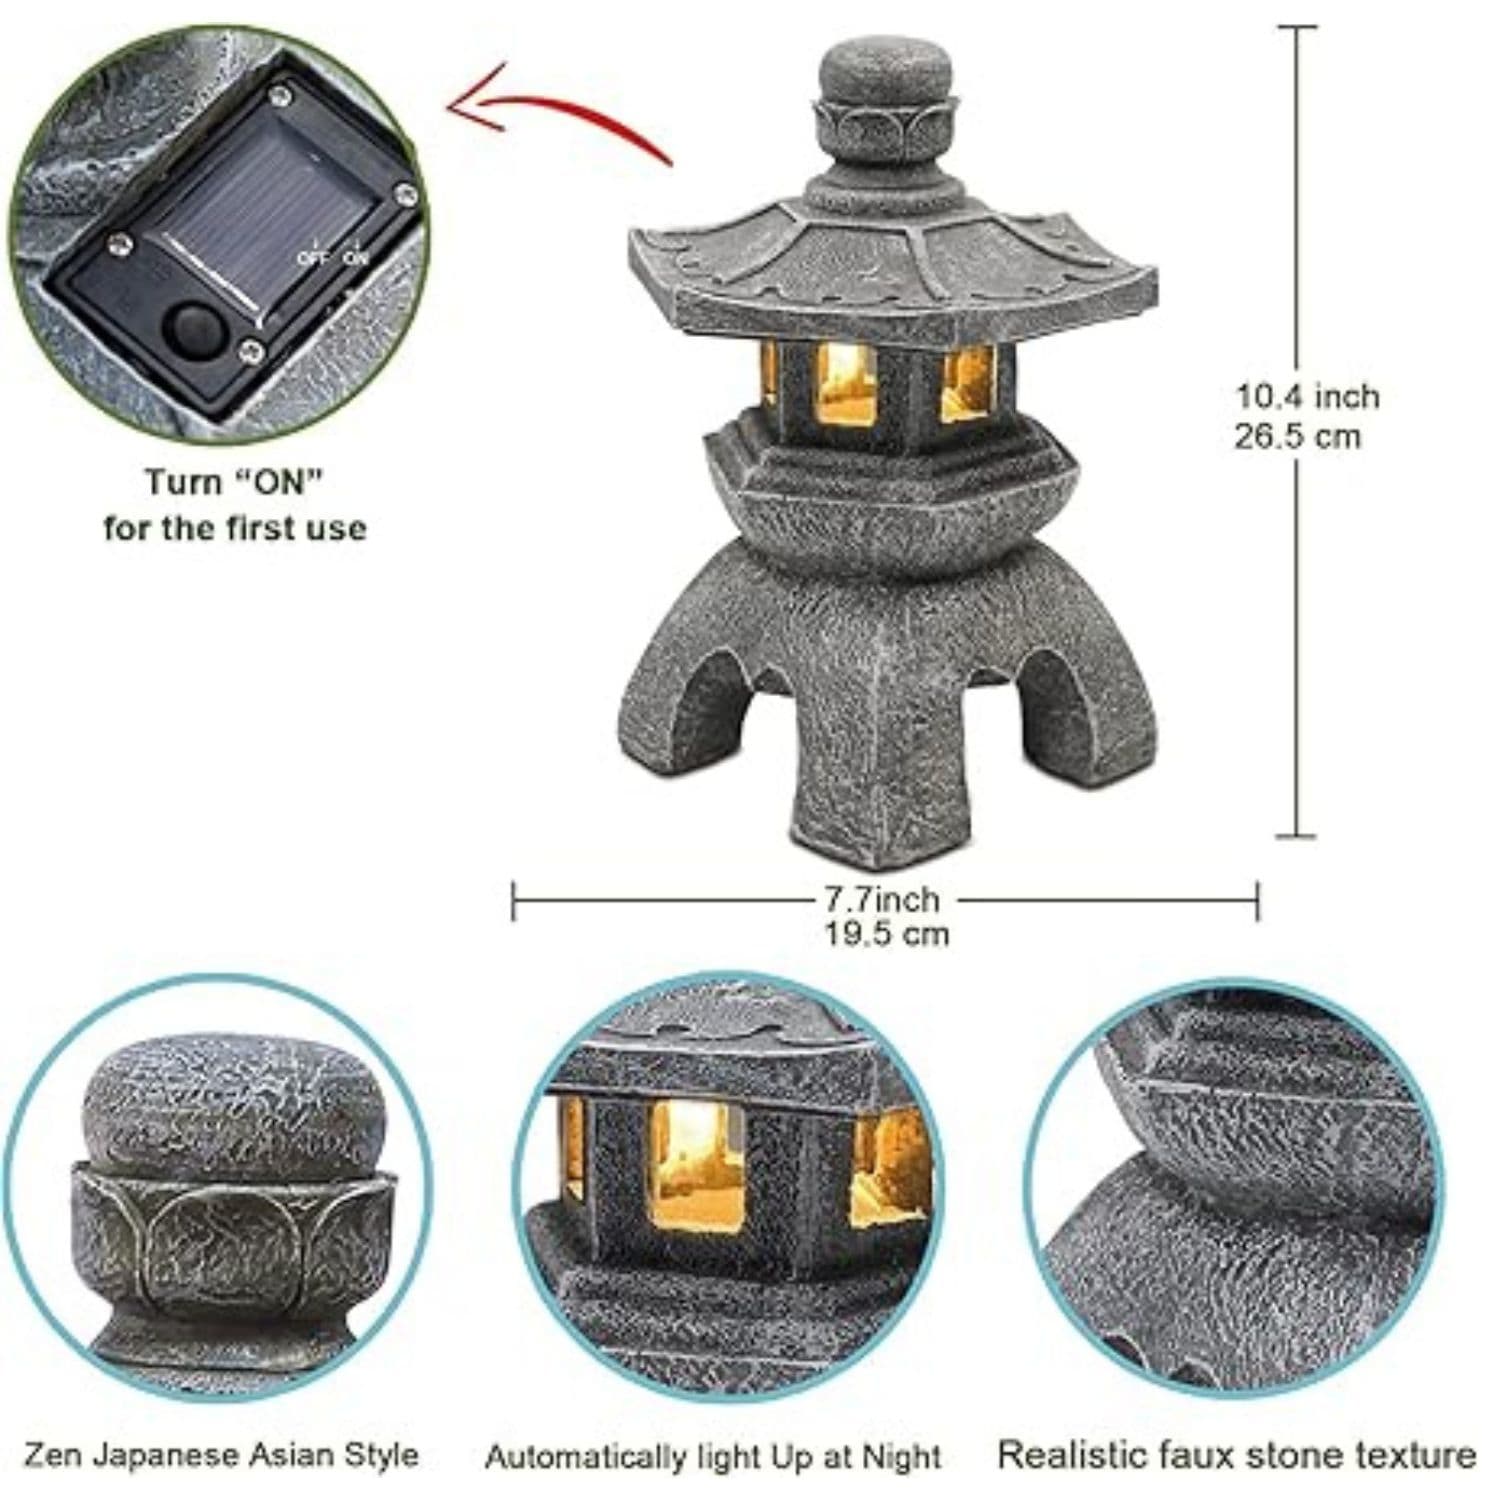 OFF ON
Turn “ON”
for the first use
10.4 inch
26.5 cm
7.7inch
19.5 cm
Zen Japanese Asian Style
Automatically light Up at Night
Realistic faux stone texture